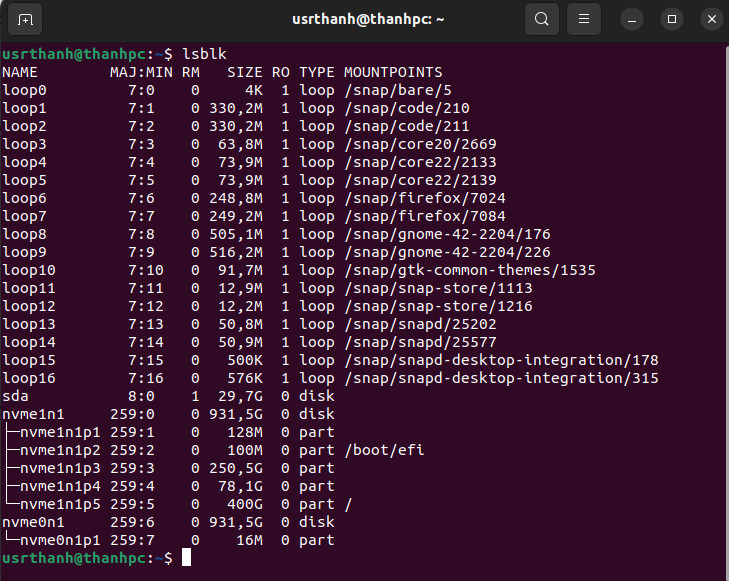 usrthanh@thanhpc: ~
usrthanh@thanhpc:~$ lsblk
NAME        MAJ:MIN RM   SIZE RO TYPE MOUNTPOINTS
loop0         7:0    0     4K  1 loop /snap/bare/5
loop1         7:1    0 330,2M  1 loop /snap/code/210
loop2         7:2    0 330,2M  1 loop /snap/code/211
loop3         7:3    0  63,8M  1 loop /snap/core20/2669
loop4         7:4    0  73,9M  1 loop /snap/core22/2133
loop5         7:5    0  73,9M  1 loop /snap/core22/2139
loop6         7:6    0 248,8M  1 loop /snap/firefox/7024
loop7         7:7    0 249,2M  1 loop /snap/firefox/7084
loop8         7:8    0 505,1M  1 loop /snap/gnome-42-2204/176
loop9         7:9    0 516,2M  1 loop /snap/gnome-42-2204/226
loop10        7:10   0  91,7M  1 loop /snap/gtk-common-themes/1535
loop11        7:11   0  12,9M  1 loop /snap/snap-store/1113
loop12        7:12   0  12,2M  1 loop /snap/snap-store/1216
loop13        7:13   0  50,8M  1 loop /snap/snapd/25202
loop14        7:14   0  50,9M  1 loop /snap/snapd/25577
loop15        7:15   0   500K  1 loop /snap/snapd-desktop-integration/178
loop16        7:16   0   576K  1 loop /snap/snapd-desktop-integration/315
sda           8:0    1  29,7G  0 disk
nvme1n1     259:0    0 931,5G  0 disk
├─nvme1n1p1 259:1    0   128M  0 part
├─nvme1n1p2 259:2    0   100M  0 part /boot/efi
├─nvme1n1p3 259:3    0 250,5G  0 part
├─nvme1n1p4 259:4    0  78,1G  0 part
└─nvme1n1p5 259:5    0   400G  0 part /
nvme0n1     259:6    0 931,5G  0 disk
└─nvme0n1p1 259:7    0    16M  0 part
usrthanh@thanhpc:~$